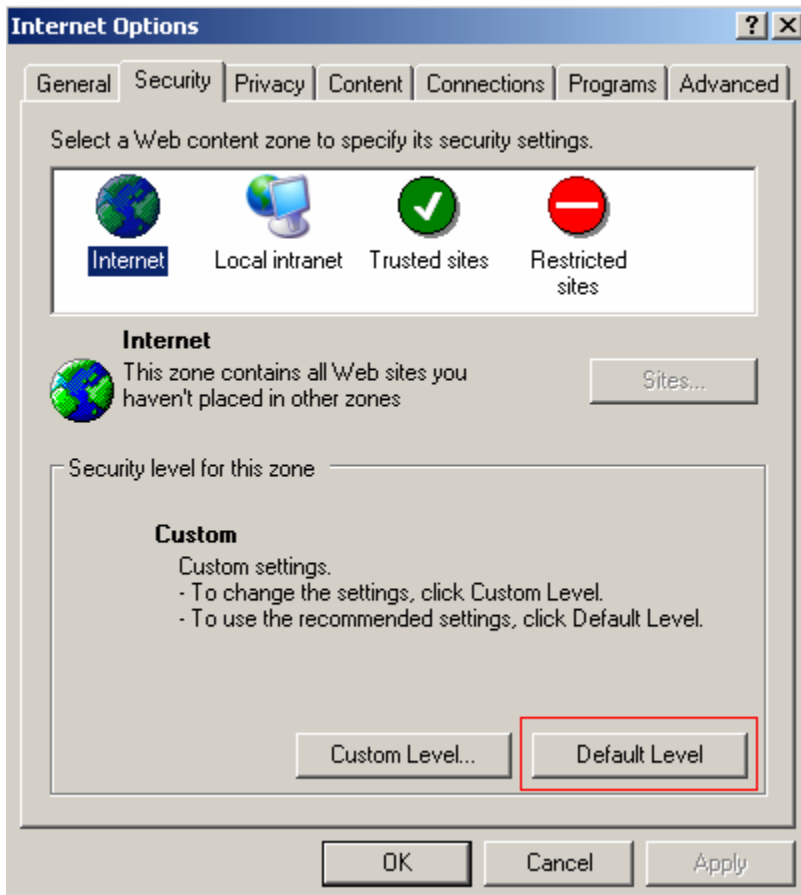 Internet Options
General Security Privacy Content Connections Programs Advanced
Select a Web content zone to specify its security settings.
Internet Local intranet Trusted sites Restricted
sites
Internet
This zone contains all Web sites you
haven't placed in other zones
Sites...
Security level for this zone
Custom
Custom settings.
- To change the settings, click Custom Level.
- To use the recommended settings, click Default Level.
Custom Level... Default Level
OK Cancel Apply